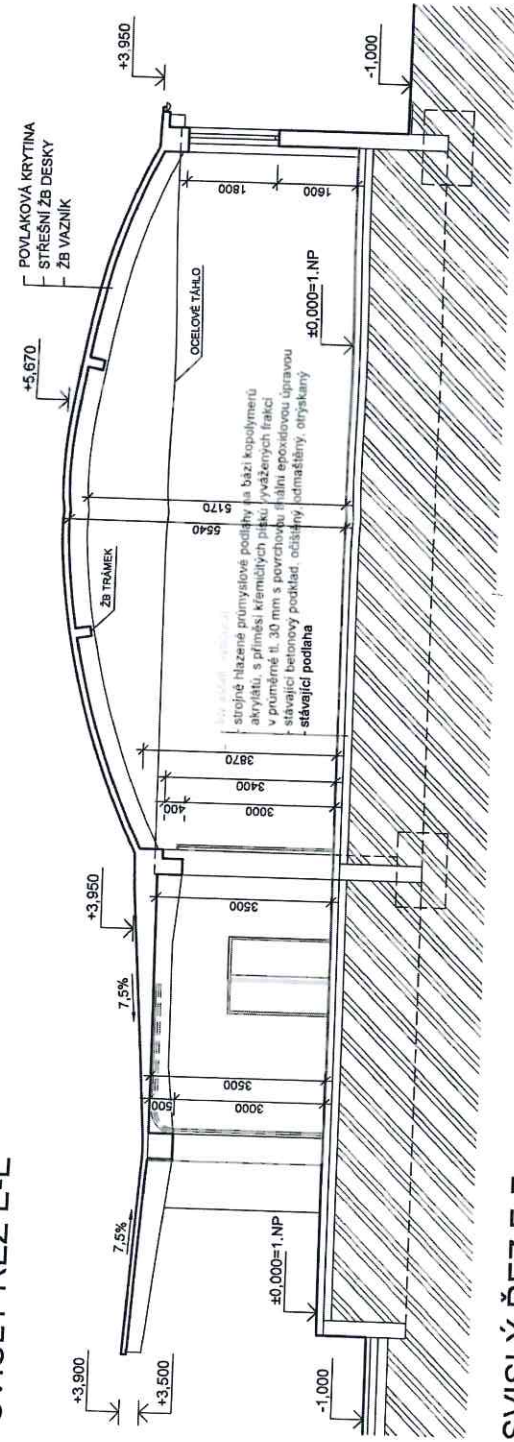 SVISLÝ ŘEZ E-E
+3,900
+3,500
7,5%
7,5%
+3,950
+5,670
POVLAKOVÁ KRYTINA
STŘEŠNÍ ŽB DESKY
ŽB VAZNÍK
+3,950
ŽB TRÁMEK
OCELOVÉ TÁHLO
500
3500
3000
3500
400
3870
3400
3000
5170
5540
1800
1600
- strojně hlazené průmyslové podlahy na bázi kopolymerů
akrylátů, s příměsí křemičitých písků vyvážených frakcí
v průměrné tl. 30 mm s povrchovou finální epoxidovou úpravou
- stávající betonový podklad, očištěný, odmaštěný, otrýskaný
- stávající podlaha
±0,000=1.NP
±0,000=1.NP
-1,000
-1,000
SVISLÝ ŘEZ